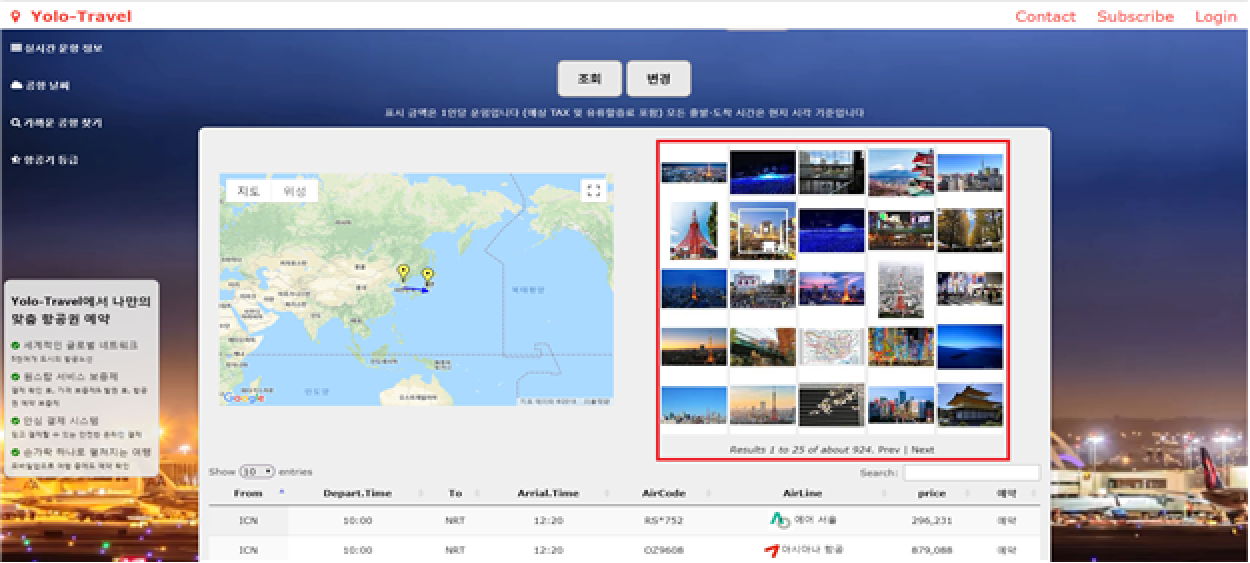 Yolo-Travel
Contact Subscribe Login
실시간 운항 정보
공항 날씨
가까운 공항 찾기
항공기 등급
조회 변경
표시 금액은 1인당 운임입니다 (예상 TAX 및 유류할증료 포함) 모든 출발·도착 시간은 현지 시각 기준입니다
지도 위성
Google
Yolo-Travel에서 나만의
맞춤 항공권 예약
세계적인 글로벌 네트워크
원스탑 서비스 보증제
안심 결제 시스템
손가락 하나로 펼쳐지는 여행
Results 1 to 25 of about 924. Prev | Next
Show 10 entries
Search:
From Depart.Time To Arrial.Time AirCode AirLine price 예약
ICN 10:00 NRT 12:20 RS*752 에어 서울 296,231 예약
ICN 10:00 NRT 12:20 OZ9608 아시아나 항공 879,088 예약